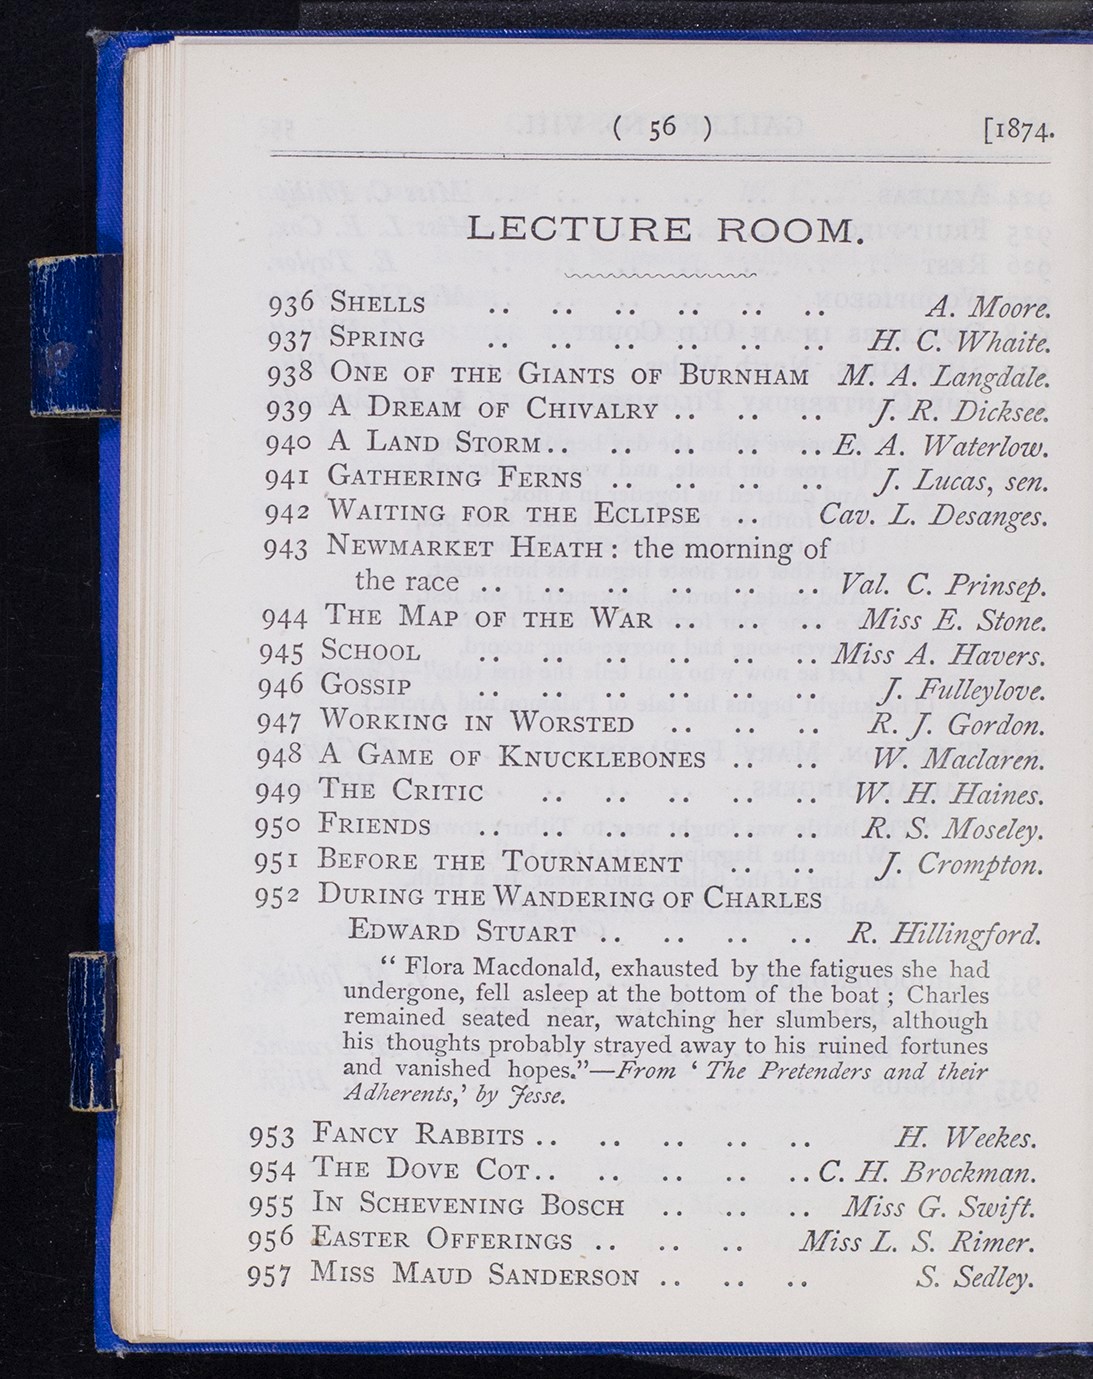 ( 56 ) [1874.
LECTURE ROOM.
936 SHELLS .. .. .. .. .. .. A. Moore.
937 SPRING .. .. .. .. .. .. H. C. Whaite.
938 ONE OF THE GIANTS OF BURNHAM M. A. Langdale.
939 A DREAM OF CHIVALRY .. .. .. J. R. Dicksee.
940 A LAND STORM .. .. .. .. .. E. A. Waterlow.
941 GATHERING FERNS .. .. .. .. J. Lucas, sen.
942 WAITING FOR THE ECLIPSE .. Cav. L. Desanges.
943 NEWMARKET HEATH : the morning of
the race .. .. .. .. .. Val. C. Prinsep.
944 THE MAP OF THE WAR .. .. .. Miss E. Stone.
945 SCHOOL .. .. .. .. .. .. Miss A. Havers.
946 GOSSIP .. .. .. .. .. .. J. Fulleylove.
947 WORKING IN WORSTED .. .. .. R. J. Gordon.
948 A GAME OF KNUCKLEBONES .. .. W. Maclaren.
949 THE CRITIC .. .. .. .. .. W. H. Haines.
950 FRIENDS .. .. .. .. .. .. R. S. Moseley.
951 BEFORE THE TOURNAMENT .. .. J. Crompton.
952 DURING THE WANDERING OF CHARLES
EDWARD STUART .. .. .. .. R. Hillingford.
“ Flora Macdonald, exhausted by the fatigues she had
undergone, fell asleep at the bottom of the boat ; Charles
remained seated near, watching her slumbers, although
his thoughts probably strayed away to his ruined fortunes
and vanished hopes.”—From ‘ The Pretenders and their
Adherents,’ by Jesse.
953 FANCY RABBITS .. .. .. .. .. H. Weekes.
954 THE DOVE COT .. .. .. .. .. C. H. Brockman.
955 IN SCHEVENING BOSCH .. .. .. Miss G. Swift.
956 EASTER OFFERINGS .. .. .. Miss L. S. Rimer.
957 MISS MAUD SANDERSON .. .. .. S. Sedley.